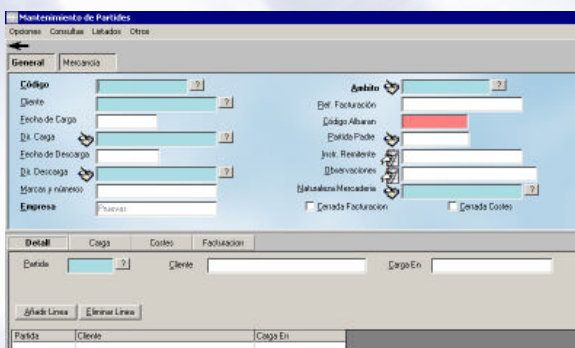 Mantenimiento de Partides
Opciones Consultas Listados Otros
General Mercancia
Código ? Ambito ?
Cliente ? Ref. Facturación
Fecha de Carga Código Albaran
Dir. Carga ? Partida Padre
Fecha de Descarga Instr. Remitente
Dir. Descarga ? Observaciones
Marcas y números Naturaleza Mercaderia ?
Empresa Pruevas Cerrada Facturacion Cerrada Costes
Detall Carga Costes Facturacion
Partida ? Cliente Carga En
Añadir Linea Eliminar Linea
Partida Cliente Carga En